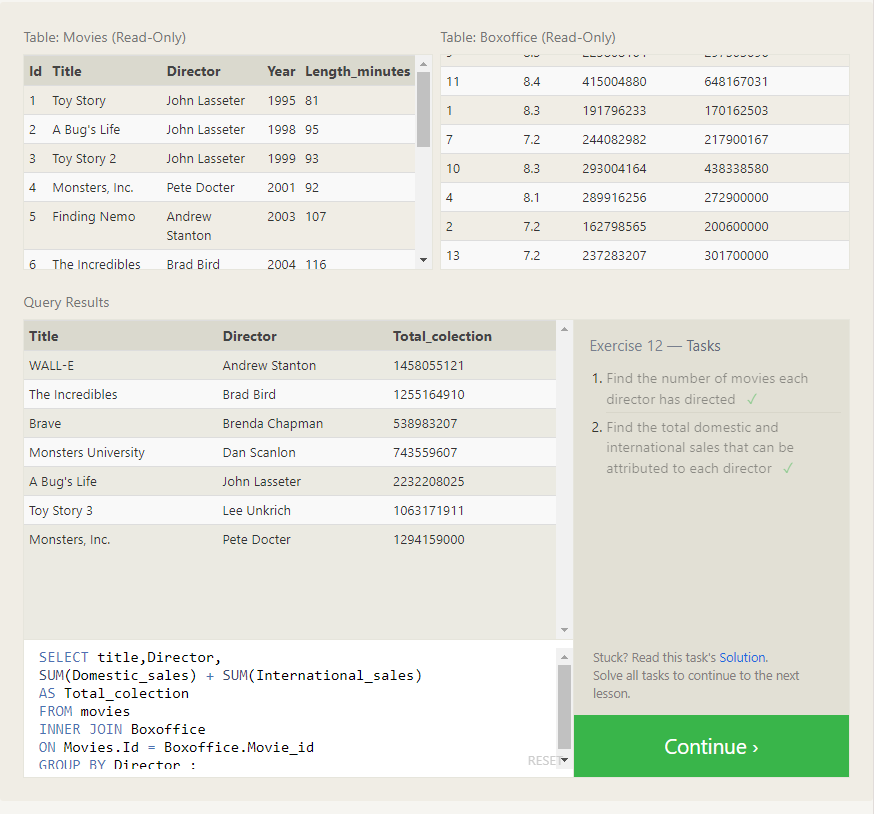 Table: Movies (Read-Only)
Id Title Director Year Length_minutes
1 Toy Story John Lasseter 1995 81
2 A Bug's Life John Lasseter 1998 95
3 Toy Story 2 John Lasseter 1999 93
4 Monsters, Inc. Pete Docter 2001 92
5 Finding Nemo Andrew 2003 107
Stanton
6 The Incredibles Brad Bird 2004 116
Table: Boxoffice (Read-Only)
11 8.4 415004880 648167031
1 8.3 191796233 170162503
7 7.2 244082982 217900167
10 8.3 293004164 438338580
4 8.1 289916256 272900000
2 7.2 162798565 200600000
13 7.2 237283207 301700000
Query Results
Title Director Total_colection
WALL-E Andrew Stanton 1458055121
The Incredibles Brad Bird 1255164910
Brave Brenda Chapman 538983207
Monsters University Dan Scanlon 743559607
A Bug's Life John Lasseter 2232208025
Toy Story 3 Lee Unkrich 1063171911
Monsters, Inc. Pete Docter 1294159000
SELECT title,Director,
SUM(Domestic_sales) + SUM(International_sales)
AS Total_colection
FROM movies
INNER JOIN Boxoffice
ON Movies.Id = Boxoffice.Movie_id
GROUP BY Director ;
RESET
Exercise 12 — Tasks
1. Find the number of movies each
director has directed ✓
2. Find the total domestic and
international sales that can be
attributed to each director ✓
Stuck? Read this task's Solution.
Solve all tasks to continue to the next
lesson.
Continue ›